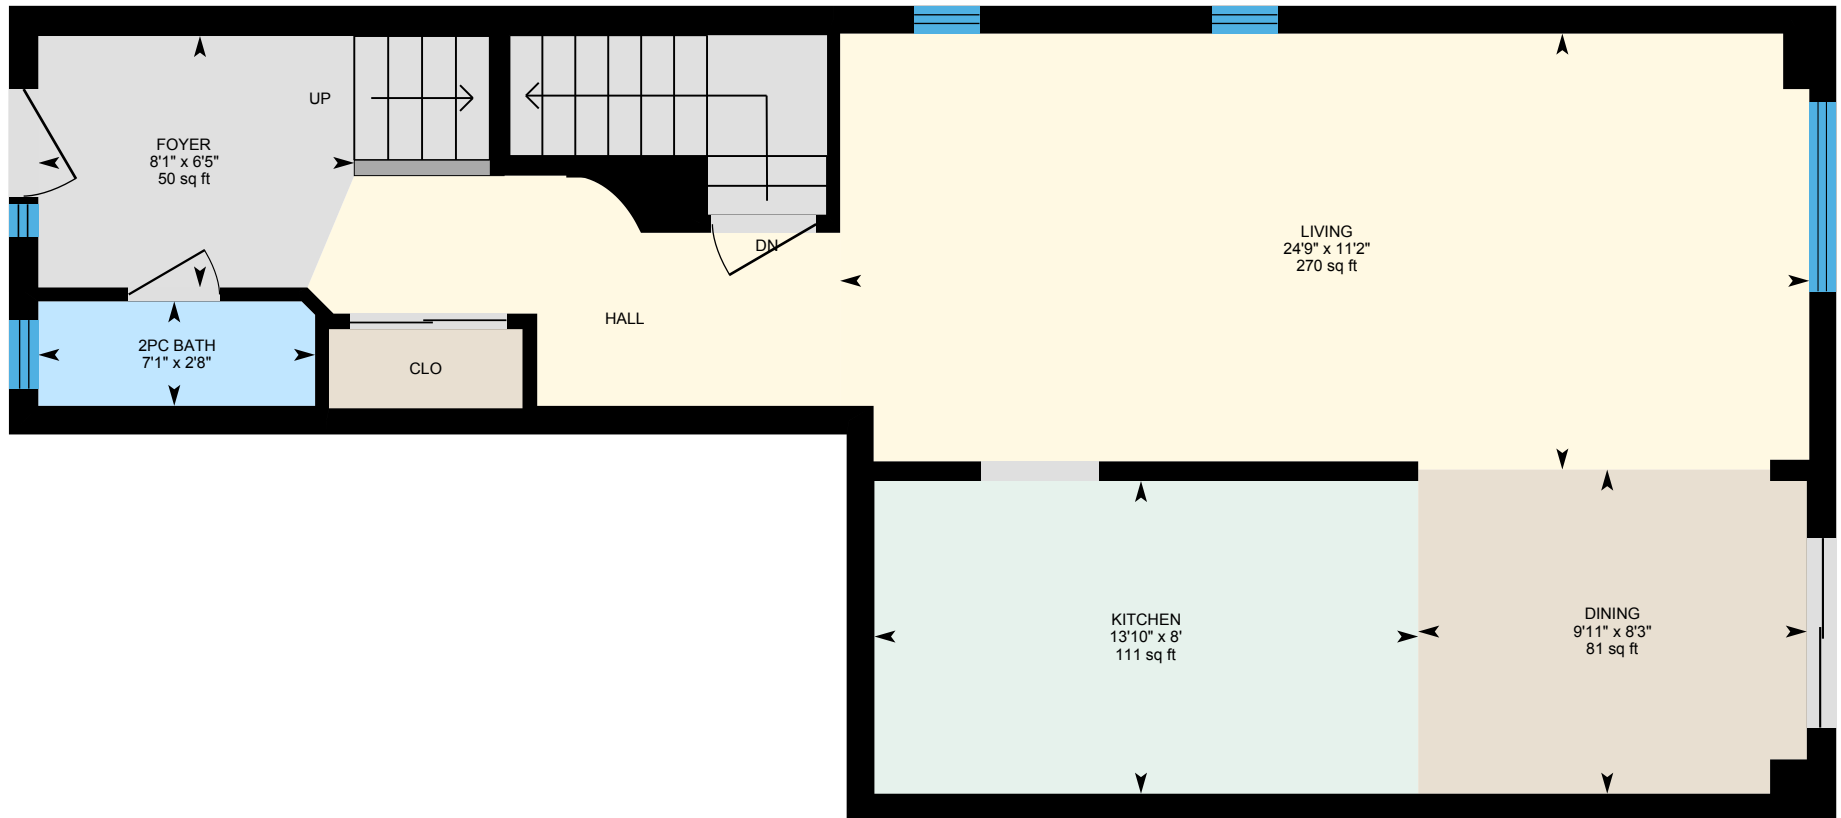 UP
FOYER
8'1" x 6'5"
50 sq ft
DN
LIVING
24'9" x 11'2"
270 sq ft
HALL
2PC BATH
7'1" x 2'8"
CLO
KITCHEN
13'10" x 8'
111 sq ft
DINING
9'11" x 8'3"
81 sq ft